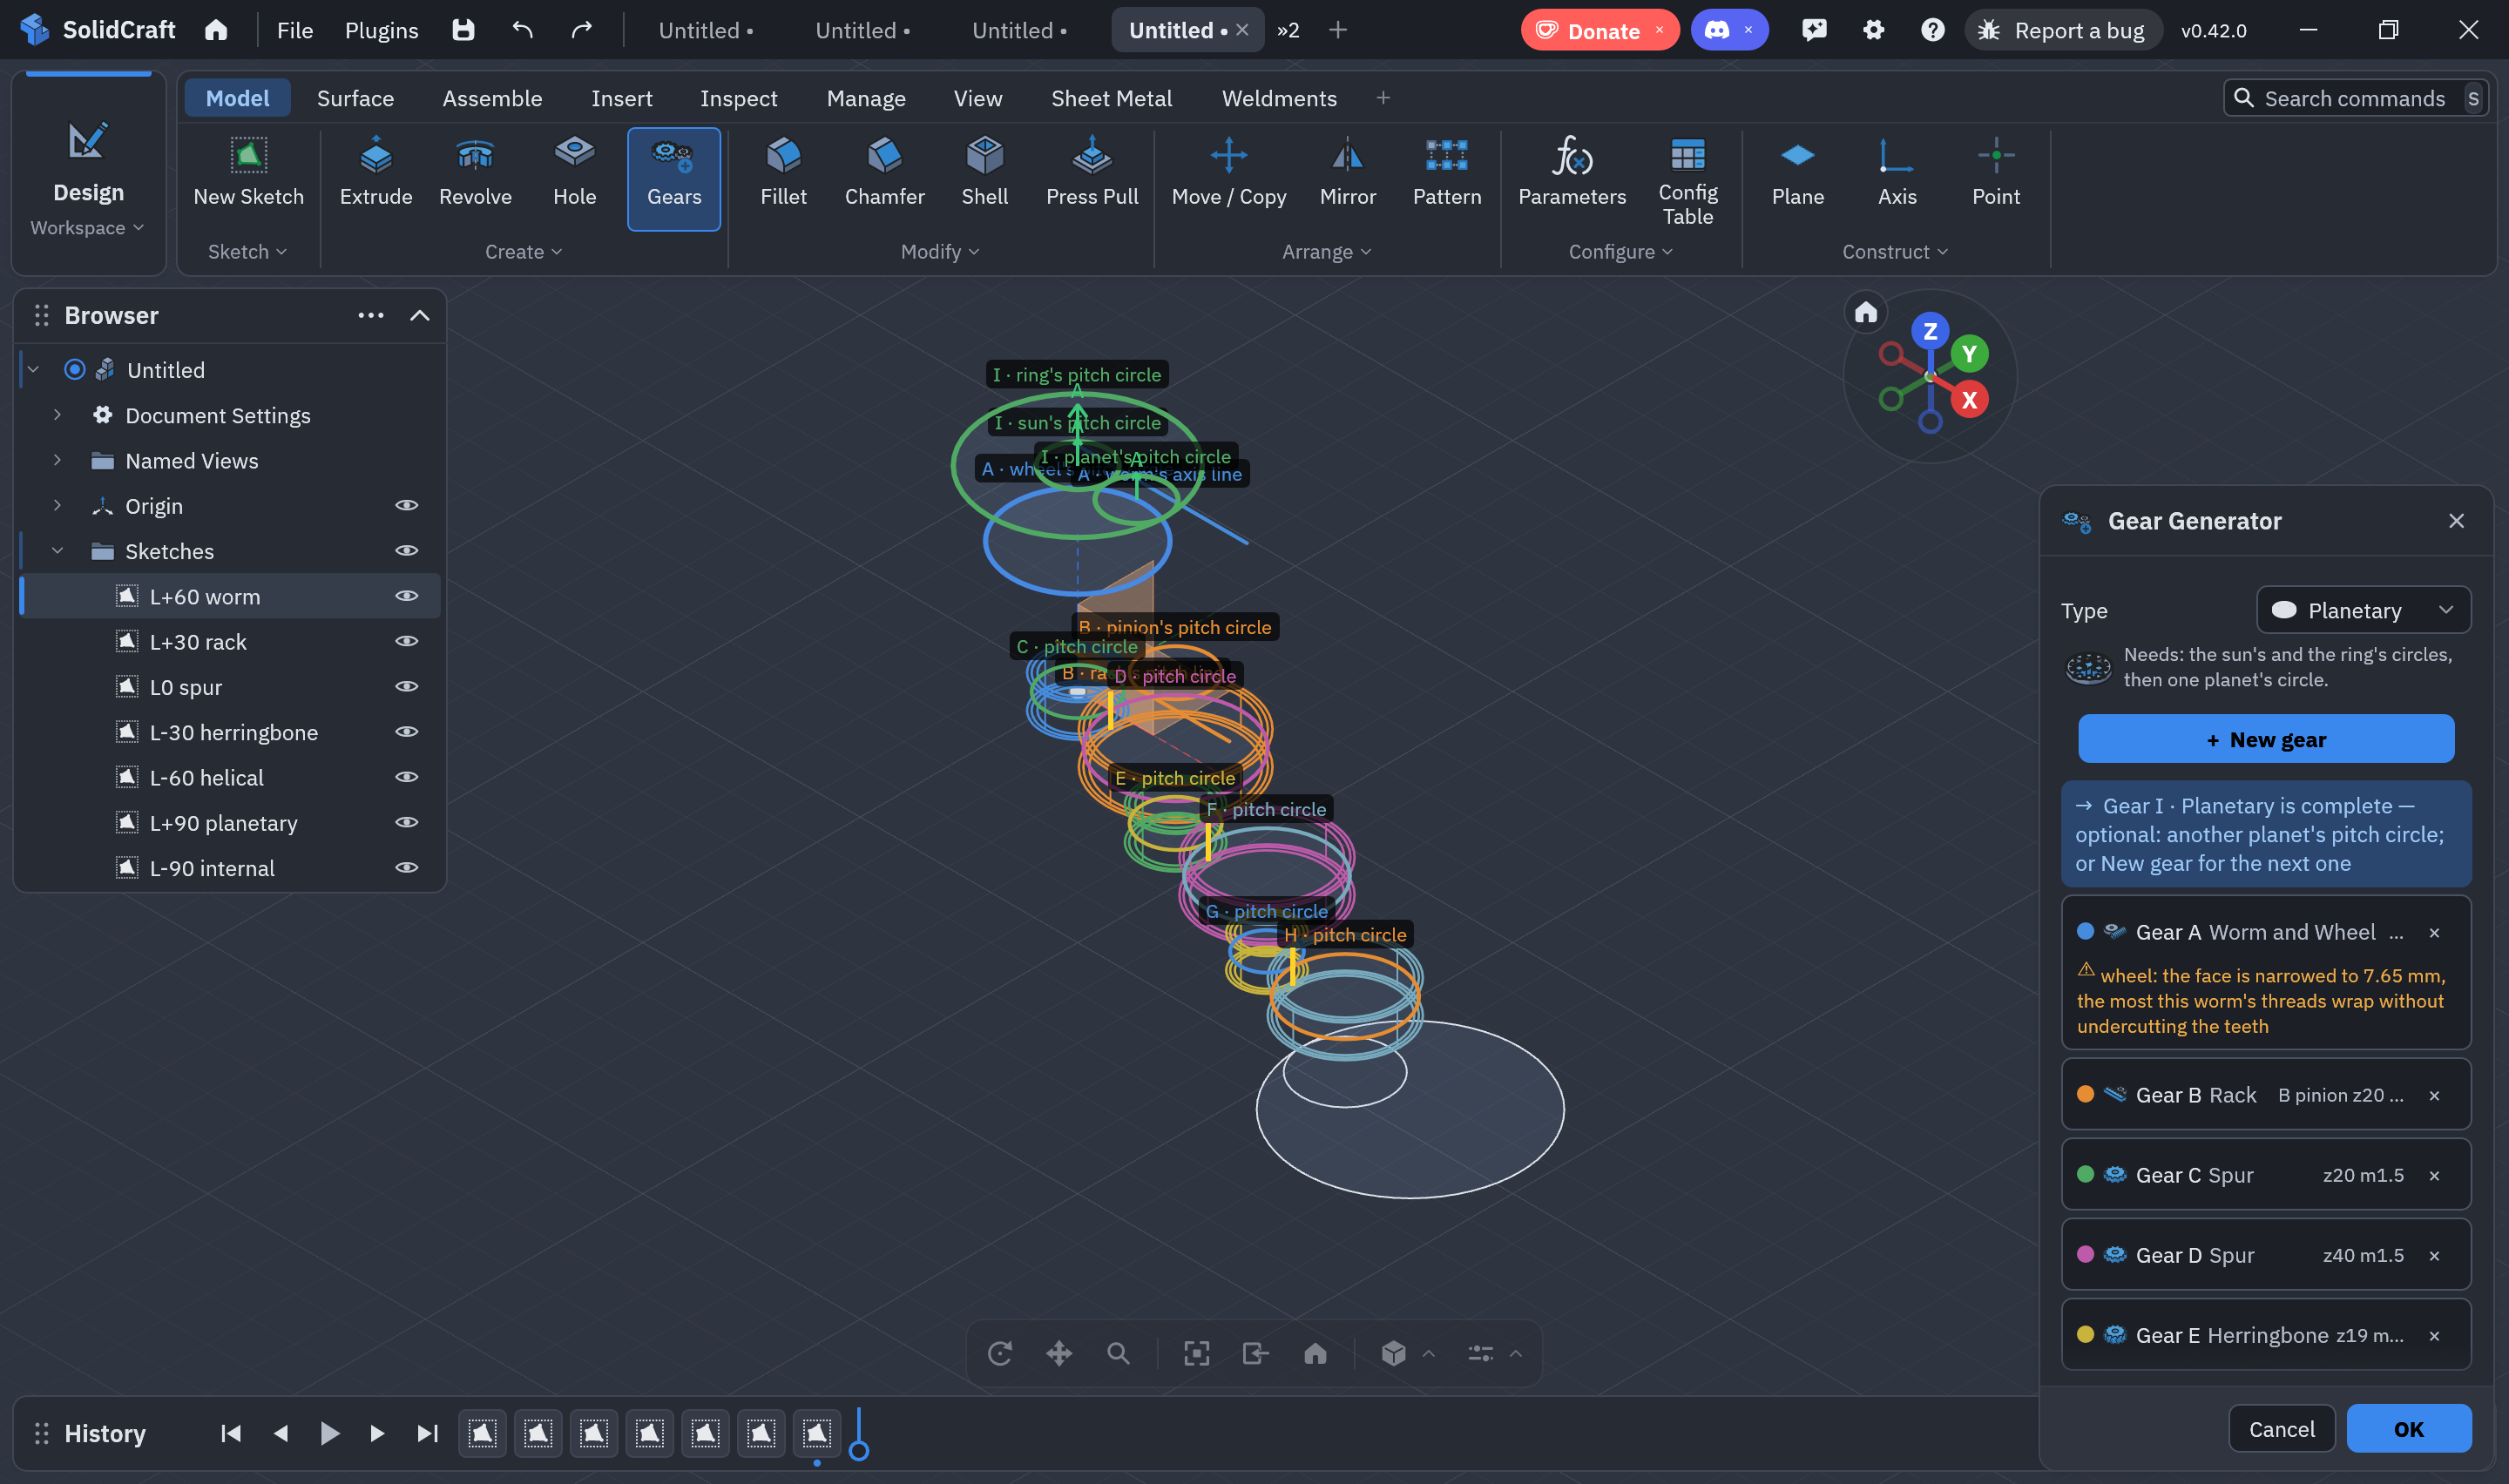 SolidCraft
File
Plugins
Untitled •
Untitled •
Untitled •
Untitled •
»2
Donate
Report a bug
v0.42.0
Design
Workspace
Model
Surface
Assemble
Insert
Inspect
Manage
View
Sheet Metal
Weldments
Search commands
S
New Sketch
Extrude
Revolve
Hole
Gears
Fillet
Chamfer
Shell
Press Pull
Move / Copy
Mirror
Pattern
Parameters
Config
Table
Plane
Axis
Point
Sketch
Create
Modify
Arrange
Configure
Construct
Browser
Untitled
Document Settings
Named Views
Origin
Sketches
L+60 worm
L+30 rack
L0 spur
L-30 herringbone
L-60 helical
L+90 planetary
L-90 internal
I · ring's pitch circle
A
I · sun's pitch circle
I · planet's pitch circle
A
A · wheel's
A · worm's axis line
B · pinion's pitch circle
C · pitch circle
B · ra
D · pitch circle
E · pitch circle
F · pitch circle
G · pitch circle
H · pitch circle
Z
Y
X
Gear Generator
Type
Planetary
Needs: the sun's and the ring's circles,
then one planet's circle.
+ New gear
→ Gear I · Planetary is complete —
optional: another planet's pitch circle;
or New gear for the next one
Gear A Worm and Wheel ...
⚠ wheel: the face is narrowed to 7.65 mm,
the most this worm's threads wrap without
undercutting the teeth
Gear B Rack B pinion z20 ...
Gear C Spur z20 m1.5
Gear D Spur z40 m1.5
Gear E Herringbone z19 m...
Cancel
OK
History